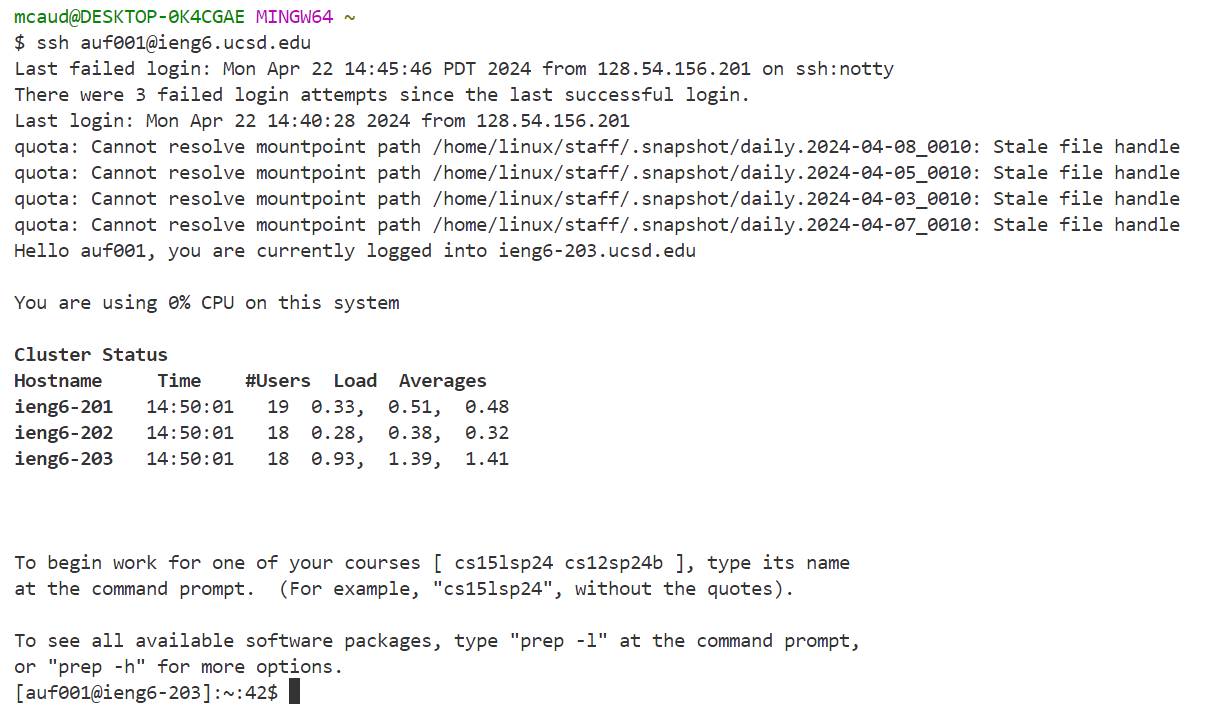 mcaud@DESKTOP-0K4CGAE MINGW64 ~
$ ssh auf001@ieng6.ucsd.edu
Last failed login: Mon Apr 22 14:45:46 PDT 2024 from 128.54.156.201 on ssh:notty
There were 3 failed login attempts since the last successful login.
Last login: Mon Apr 22 14:40:28 2024 from 128.54.156.201
quota: Cannot resolve mountpoint path /home/linux/staff/.snapshot/daily.2024-04-08_0010: Stale file handle
quota: Cannot resolve mountpoint path /home/linux/staff/.snapshot/daily.2024-04-05_0010: Stale file handle
quota: Cannot resolve mountpoint path /home/linux/staff/.snapshot/daily.2024-04-03_0010: Stale file handle
quota: Cannot resolve mountpoint path /home/linux/staff/.snapshot/daily.2024-04-07_0010: Stale file handle
Hello auf001, you are currently logged into ieng6-203.ucsd.edu
You are using 0% CPU on this system
Cluster Status
Hostname     Time    #Users  Load  Averages
ieng6-201   14:50:01   19  0.33,  0.51,  0.48
ieng6-202   14:50:01   18  0.28,  0.38,  0.32
ieng6-203   14:50:01   18  0.93,  1.39,  1.41
To begin work for one of your courses [ cs15lsp24 cs12sp24b ], type its name
at the command prompt.  (For example, "cs15lsp24", without the quotes).
To see all available software packages, type "prep -l" at the command prompt,
or "prep -h" for more options.
[auf001@ieng6-203]:~:42$